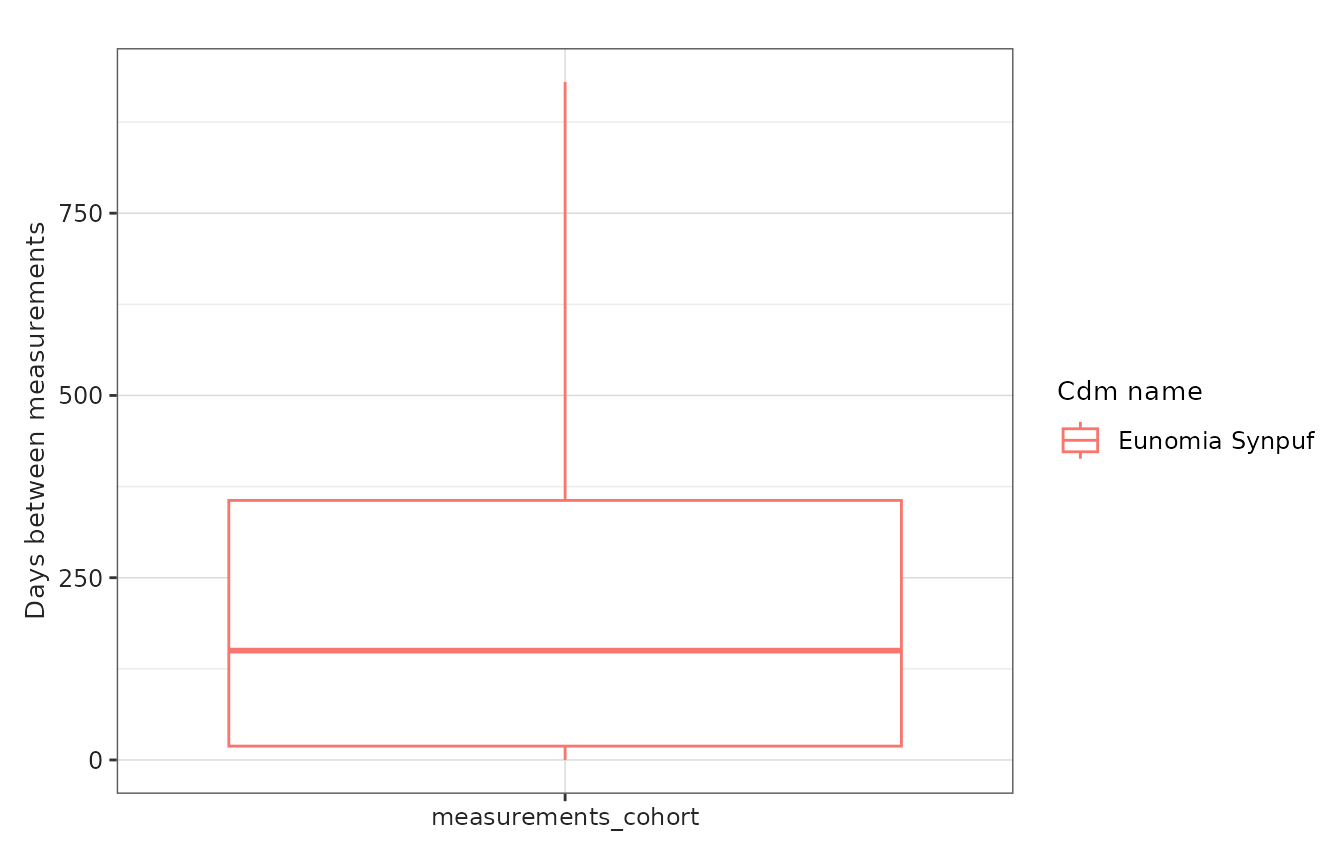 Days between measurements
750
500
250
0
measurements_cohort
Cdm name
Eunomia Synpuf